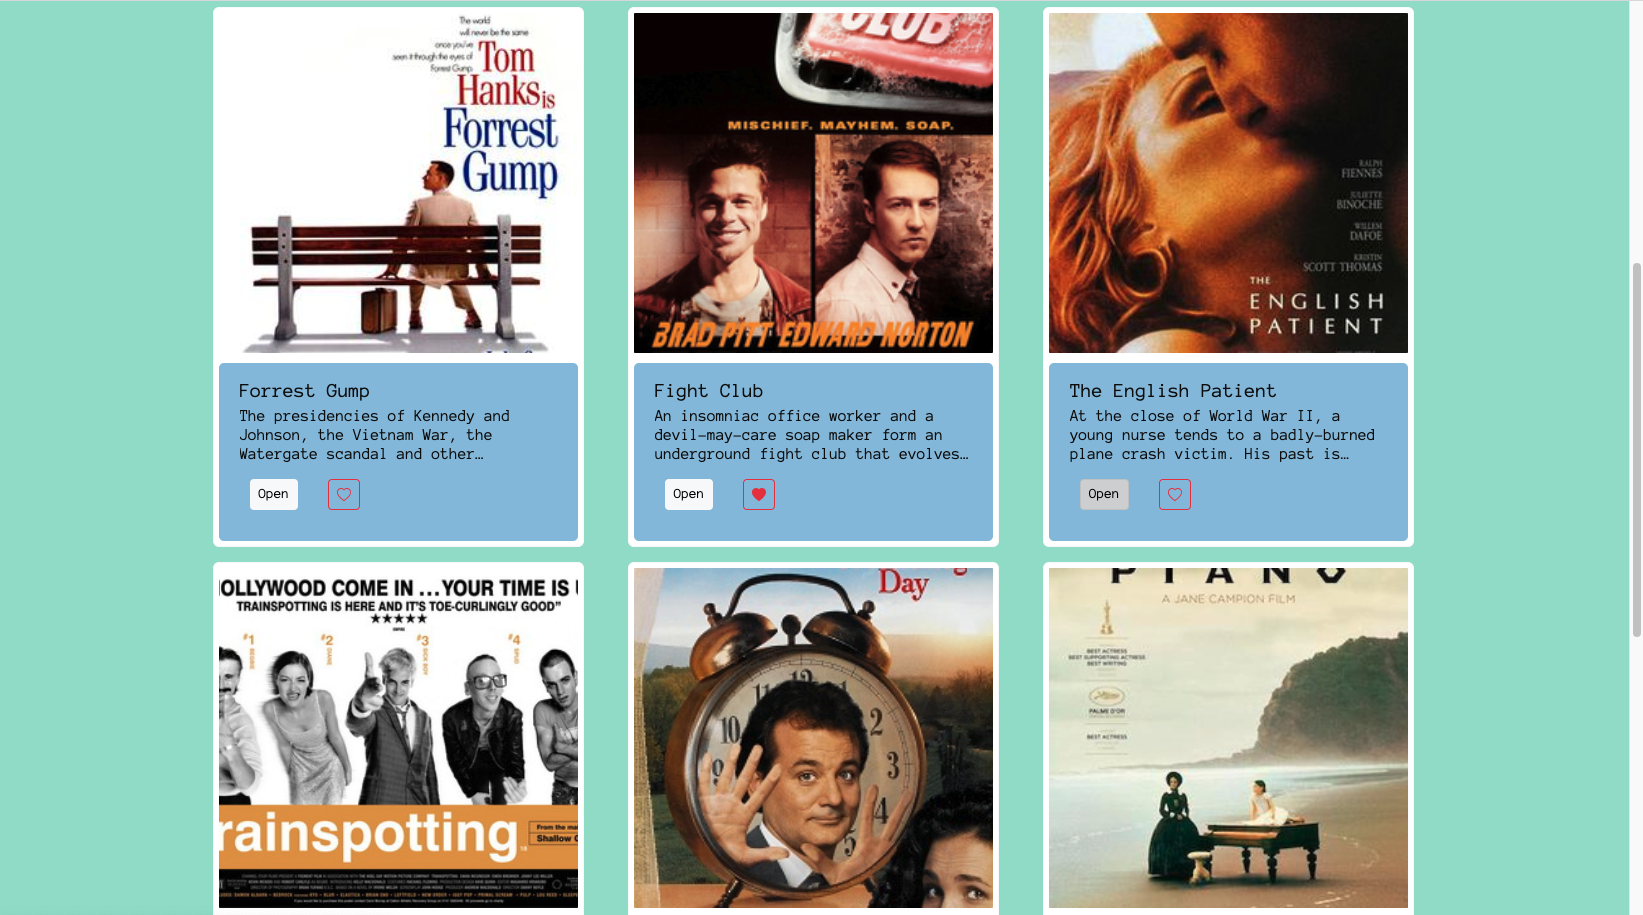 The world
will never be the same
once you've
seen it through the eyes of
Forrest Gump.
Tom
Hanks is
Forrest
Gump
CLUB
MISCHIEF. MAYHEM. SOAP.
BRAD PITT EDWARD NORTON
RALPH
FIENNES
JULIETTE
BINOCHE
WILLEM
DAFOE
KRISTIN
SCOTT THOMAS
THE
ENGLISH
PATIENT
Forrest Gump
The presidencies of Kennedy and
Johnson, the Vietnam War, the
Watergate scandal and other…
Open
Fight Club
An insomniac office worker and a
devil-may-care soap maker form an
underground fight club that evolves…
Open
The English Patient
At the close of World War II, a
young nurse tends to a badly-burned
plane crash victim. His past is…
Open
OLLYWOOD COME IN ...YOUR TIME IS U
TRAINSPOTTING IS HERE AND IT'S TOE-CURLINGLY GOOD"
#1
#2
#3
#4
rainspotting
From the
Shallow G
Day
11
12
10
2
9
3
4
5
PIANO
A JANE CAMPION FILM
BEST ACTRESS
BEST SUPPORTING ACTRESS
BEST WRITING
PALME D'OR
BEST ACTRESS